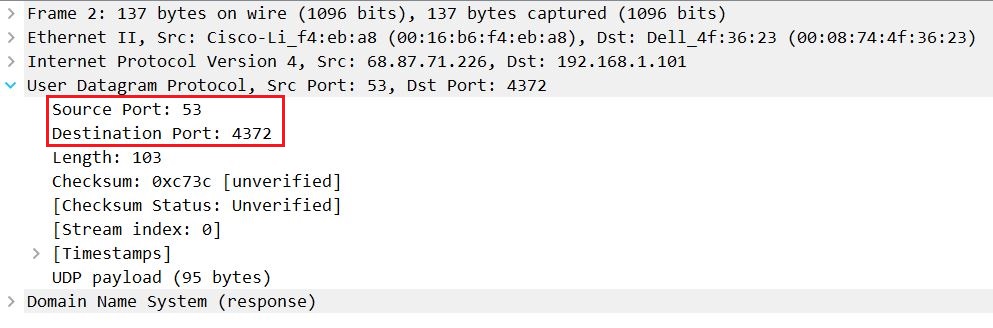 Frame 2: 137 bytes on wire (1096 bits), 137 bytes captured (1096 bits)
Ethernet II, Src: Cisco-Li_f4:eb:a8 (00:16:b6:f4:eb:a8), Dst: Dell_4f:36:23 (00:08:74:4f:36:23)
Internet Protocol Version 4, Src: 68.87.71.226, Dst: 192.168.1.101
User Datagram Protocol, Src Port: 53, Dst Port: 4372
Source Port: 53
Destination Port: 4372
Length: 103
Checksum: 0xc73c [unverified]
[Checksum Status: Unverified]
[Stream index: 0]
[Timestamps]
UDP payload (95 bytes)
Domain Name System (response)